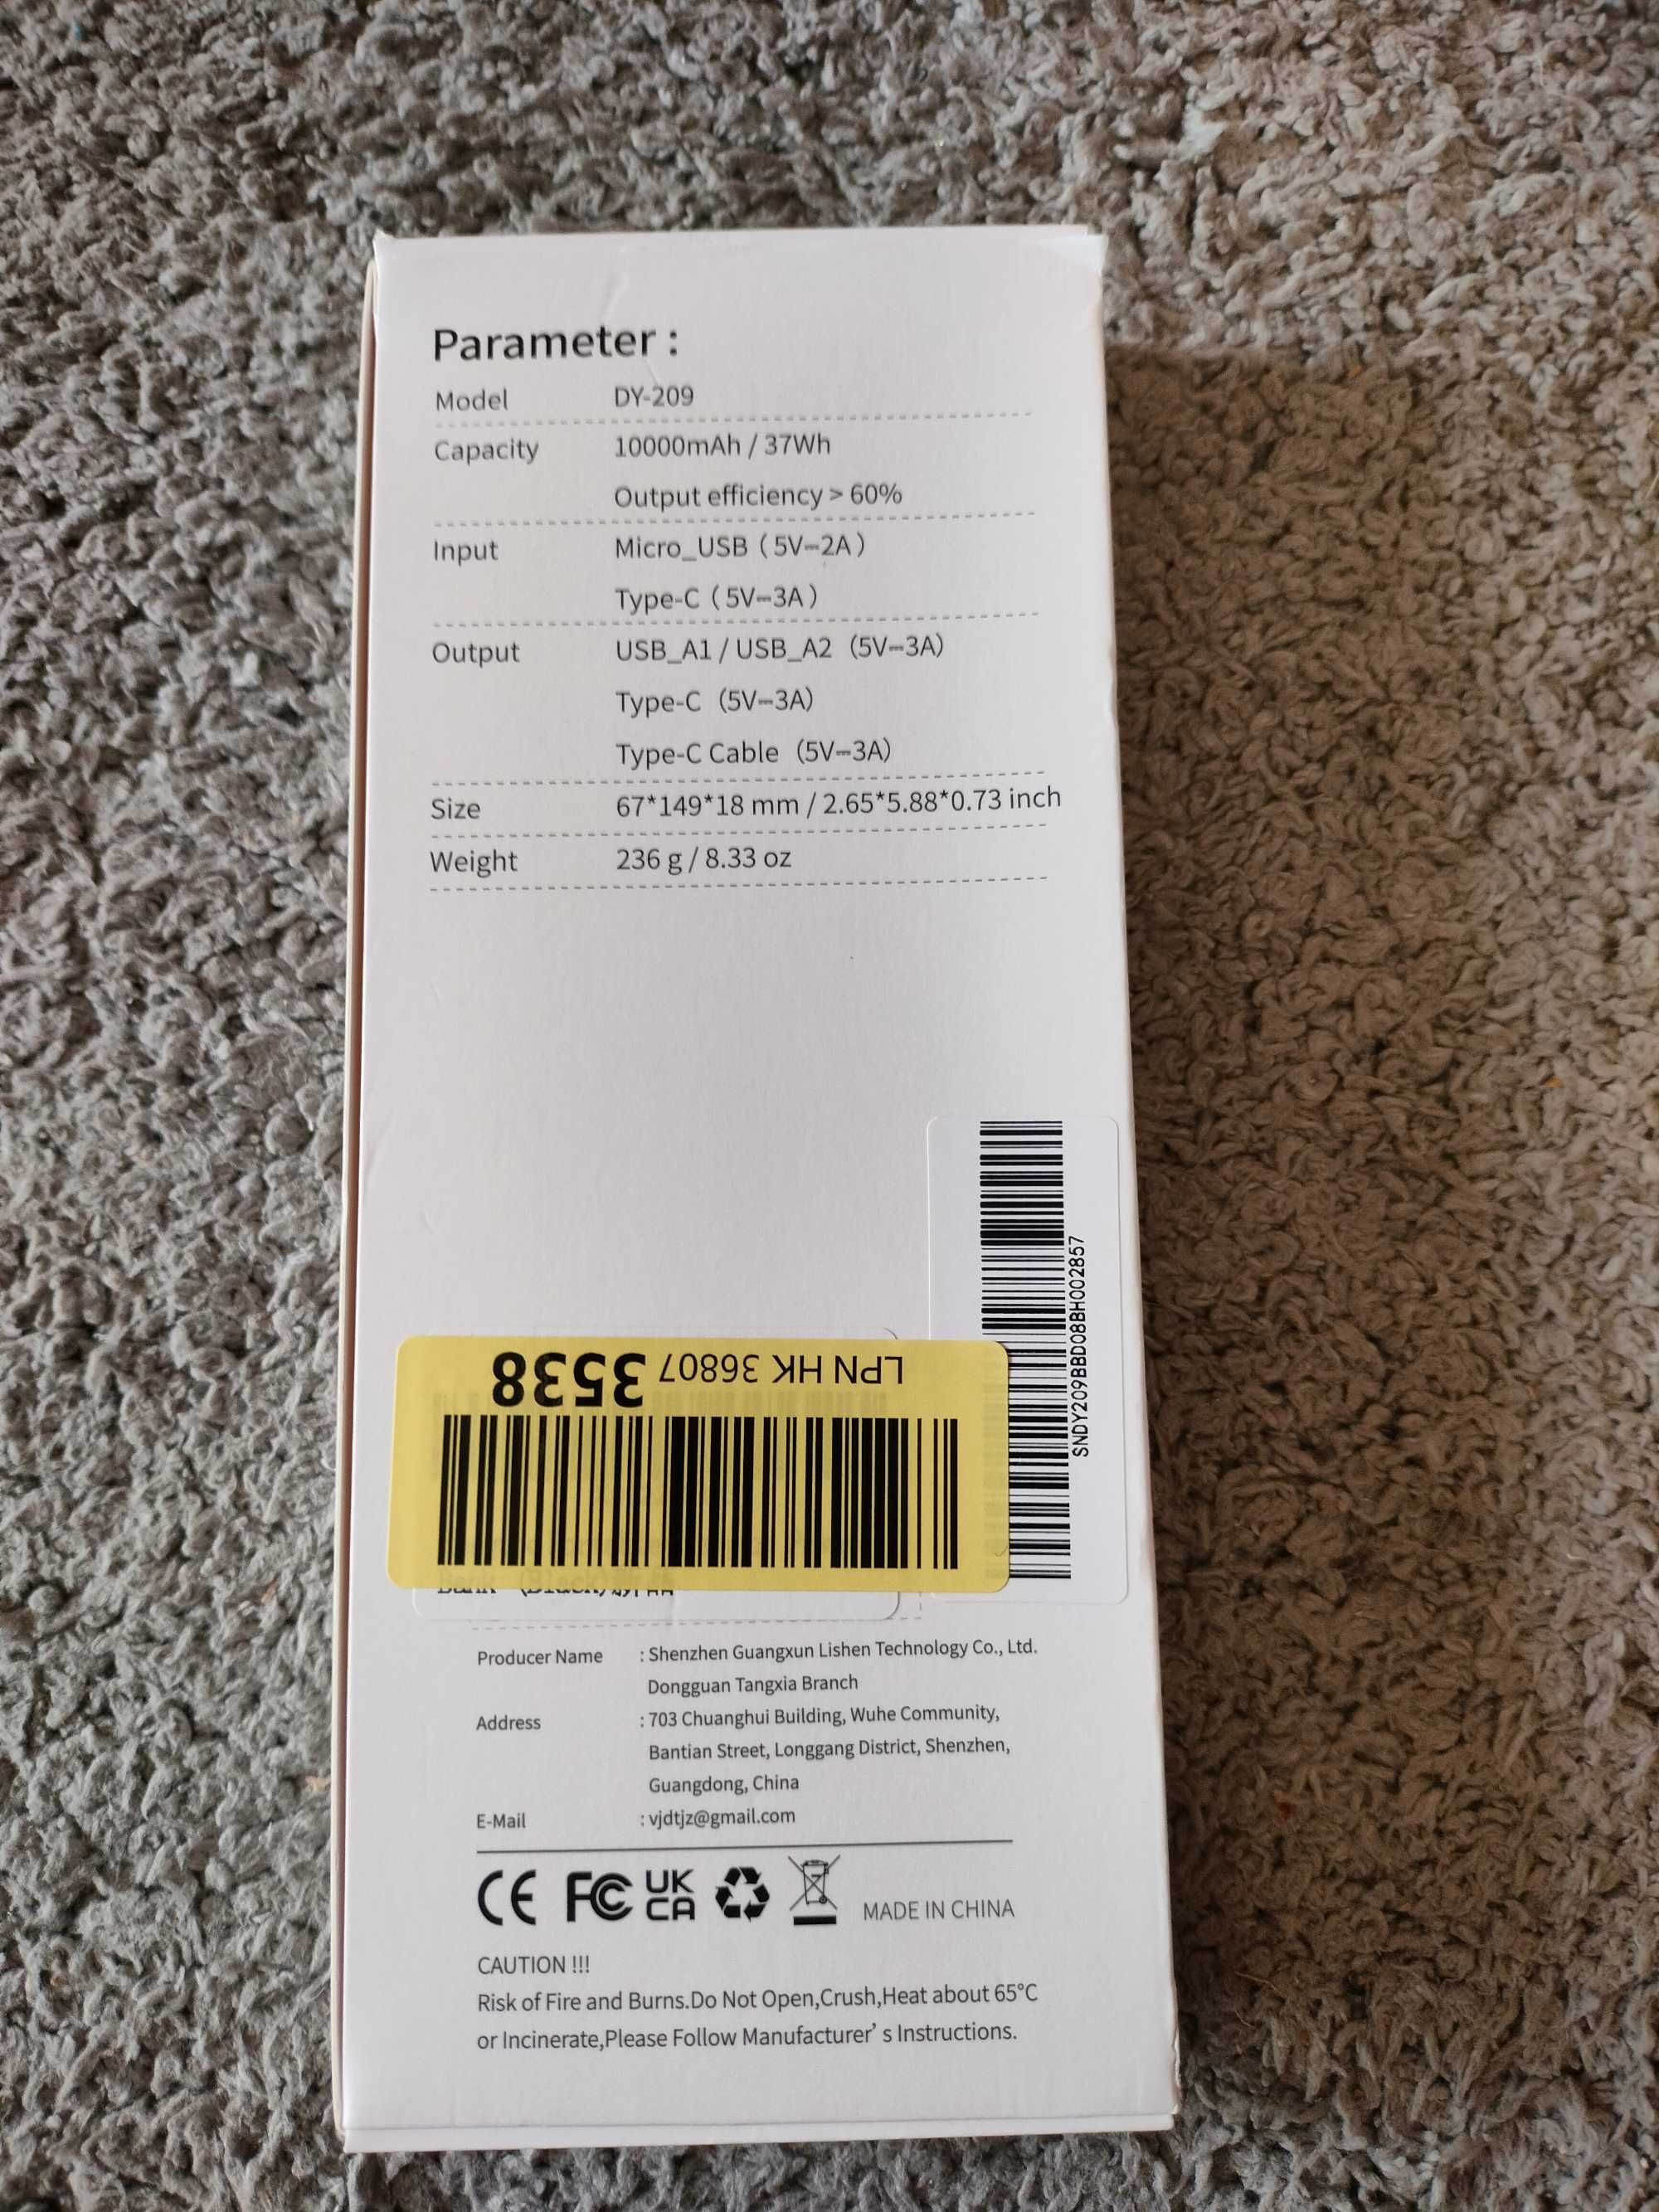 Parameter :
Model DY-209
Capacity 10000mAh / 37Wh
Output efficiency > 60%
Input Micro_USB ( 5V⎓2A )
Type-C ( 5V⎓3A )
Output USB_A1 / USB_A2 (5V⎓3A)
Type-C (5V⎓3A)
Type-C Cable (5V⎓3A)
Size 67*149*18 mm / 2.65*5.88*0.73 inch
Weight 236 g / 8.33 oz
SNDY209BBD08BH002857
LPN HK 36807 3538
Bank (Black)
Producer Name : Shenzhen Guangxun Lishen Technology Co., Ltd.
Dongguan Tangxia Branch
Address : 703 Chuanghui Building, Wuhe Community,
Bantian Street, Longgang District, Shenzhen,
Guangdong, China
E-Mail : vjdtjz@gmail.com
CE FC UK CA MADE IN CHINA
CAUTION !!!
Risk of Fire and Burns.Do Not Open,Crush,Heat about 65°C
or Incinerate,Please Follow Manufacturer’ s Instructions.